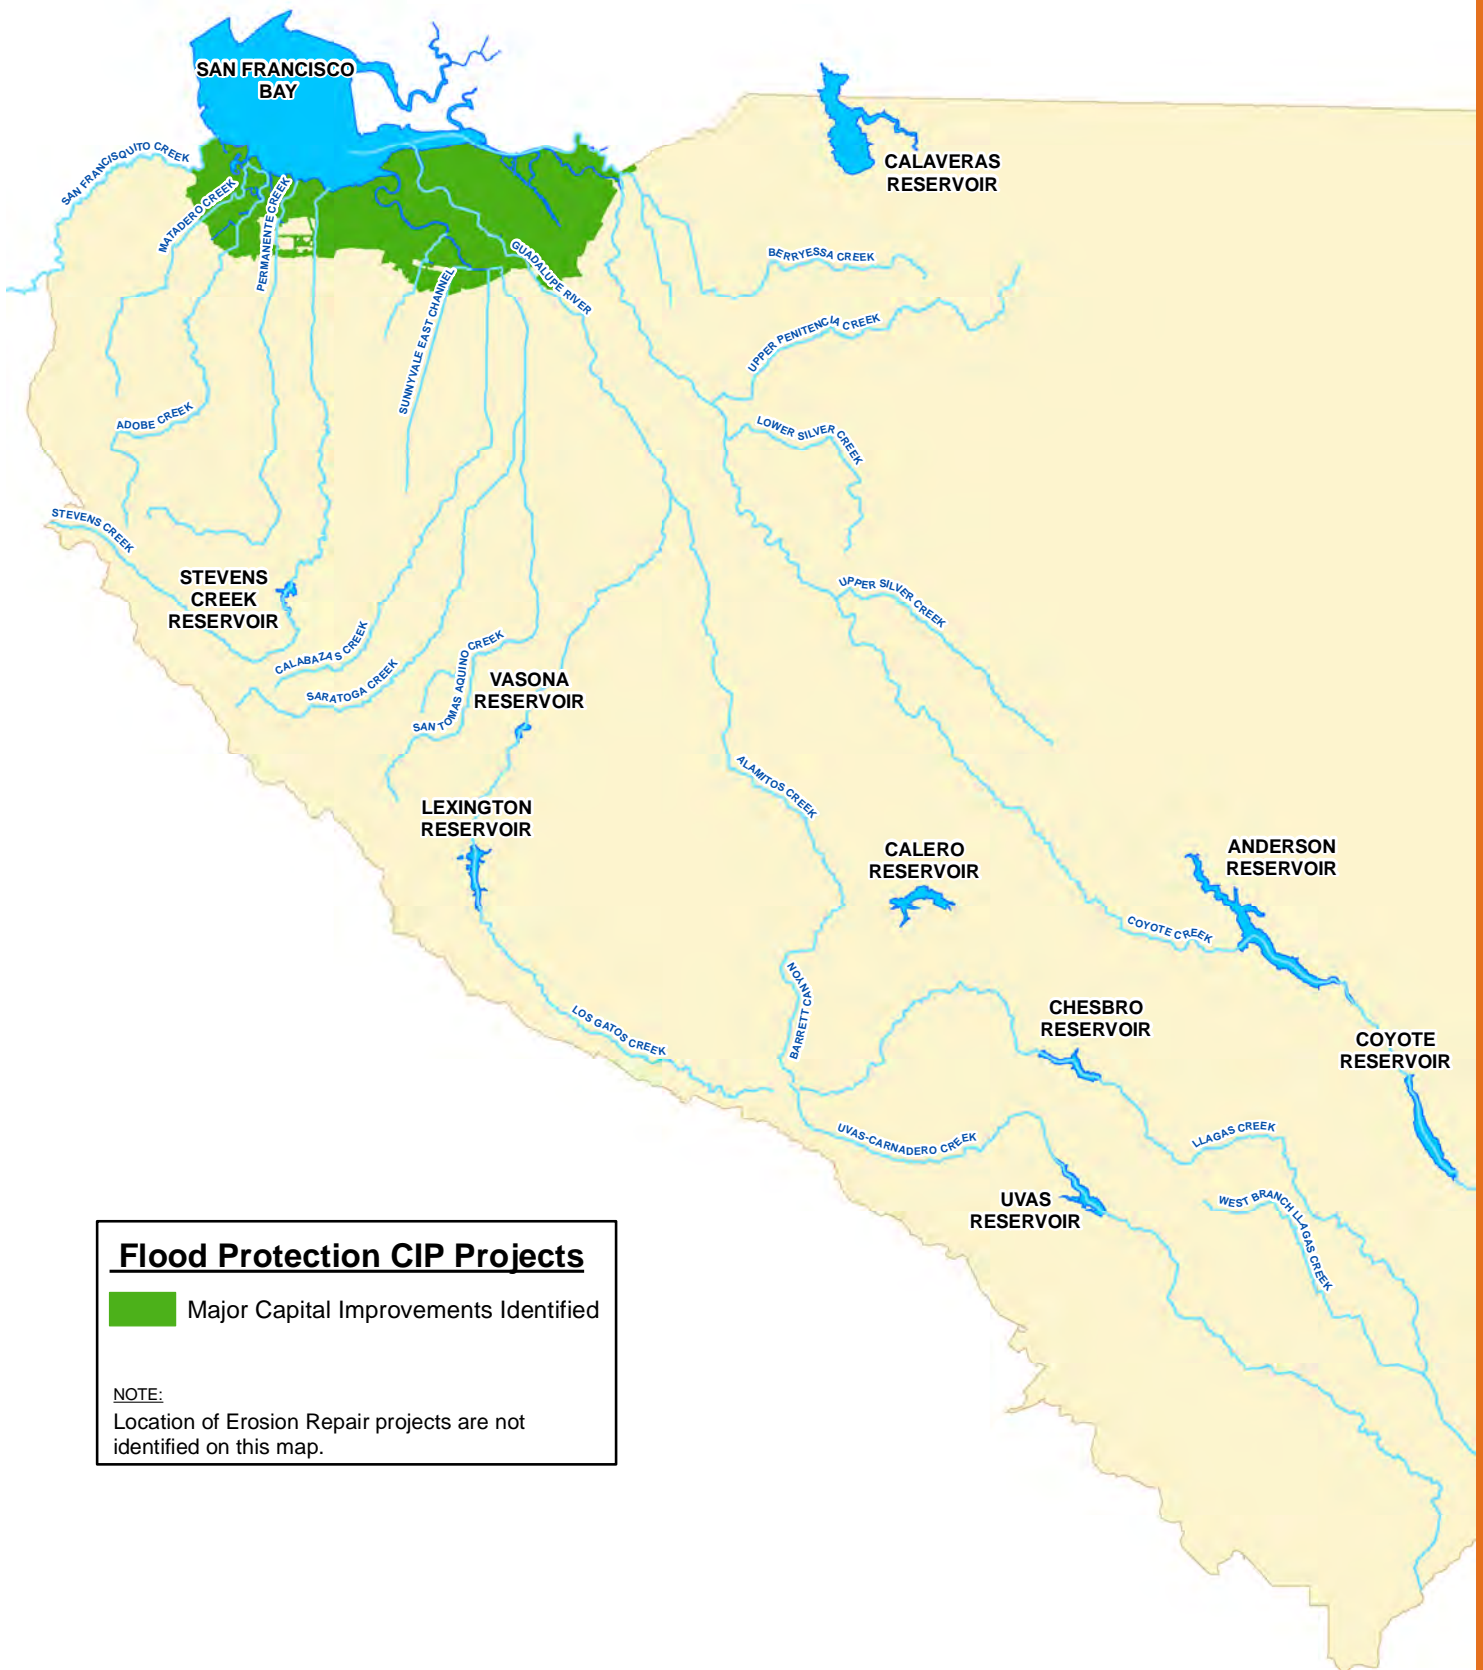 SAN FRANCISCO
BAY
CALAVERAS
RESERVOIR
SAN FRANCISQUITO CREEK
MATADERO CREEK
PERMANENTE CREEK
GUADALUPE RIVER
BERRYESSA CREEK
SUNNYVALE EAST CHANNEL
UPPER PENITENCIA CREEK
ADOBE CREEK
LOWER SILVER CREEK
STEVENS CREEK
STEVENS
CREEK
RESERVOIR
UPPER SILVER CREEK
CALABAZAS CREEK
SARATOGA CREEK
SAN TOMAS AQUINO CREEK
VASONA
RESERVOIR
ALAMITOS CREEK
LEXINGTON
RESERVOIR
CALERO
RESERVOIR
ANDERSON
RESERVOIR
COYOTE CREEK
BARRETT CANYON
LOS GATOS CREEK
CHESBRO
RESERVOIR
COYOTE
RESERVOIR
UVAS-CARNADERO CREEK
LLAGAS CREEK
UVAS
RESERVOIR
WEST BRANCH LLAGAS CREEK
Flood Protection CIP Projects
Major Capital Improvements Identified
NOTE:
Location of Erosion Repair projects are not
identified on this map.